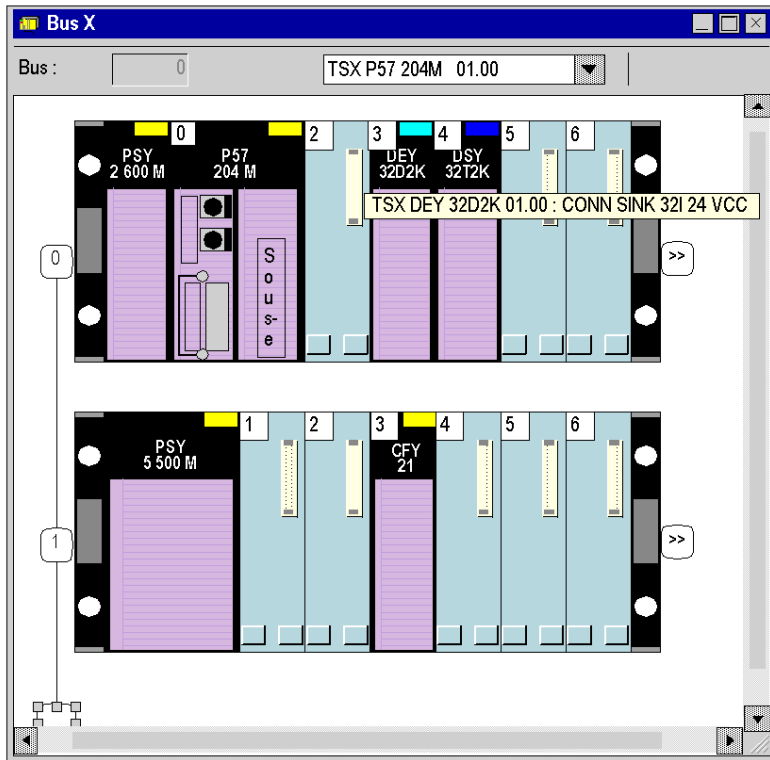 Bus X
Bus : 0 TSX P57 204M 01.00
0 2 3 4 5 6
PSY P57 DEY DSY
2 600 M 204 M 32D2K 32T2K
TSX DEY 32D2K 01.00 : CONN SINK 32I 24 VCC
0
S
o
u
s-
e
>>
1 2 3 4 5 6
PSY CFY
5 500 M 21
1
>>